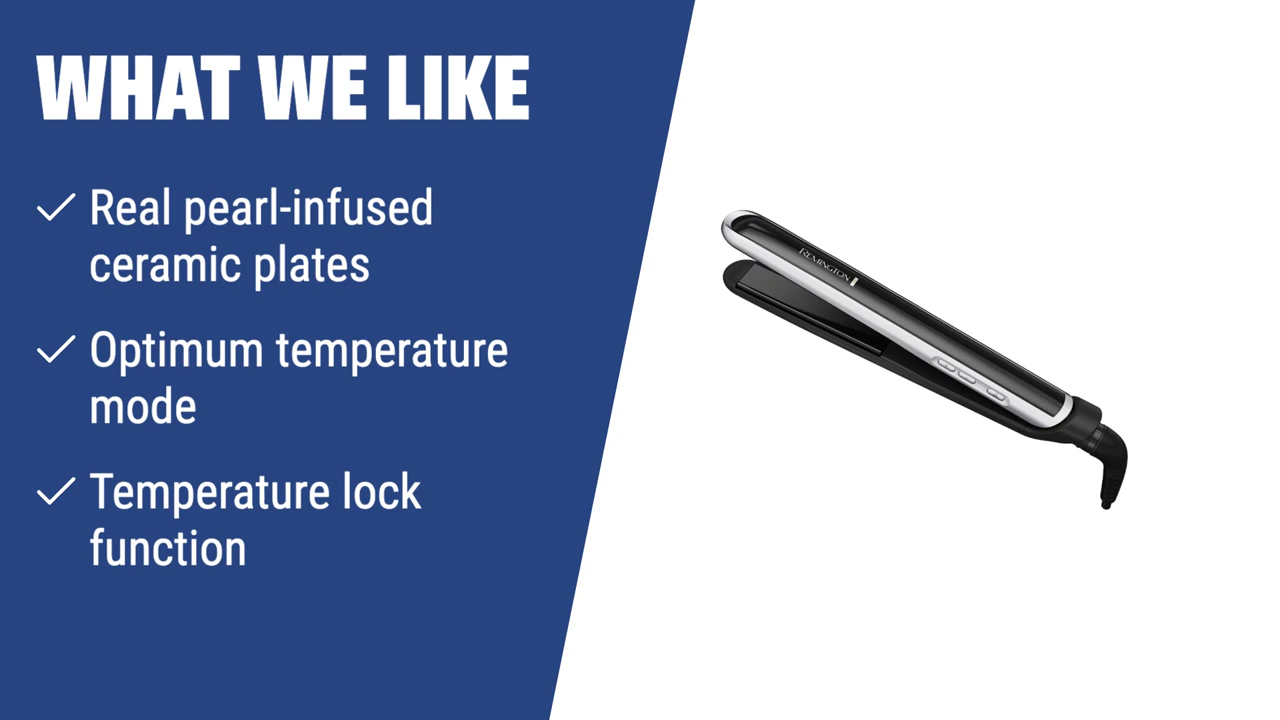 WHAT WE LIKE
Real pearl-infused
ceramic plates
Optimum temperature
mode
Temperature lock
function
REMINGTON